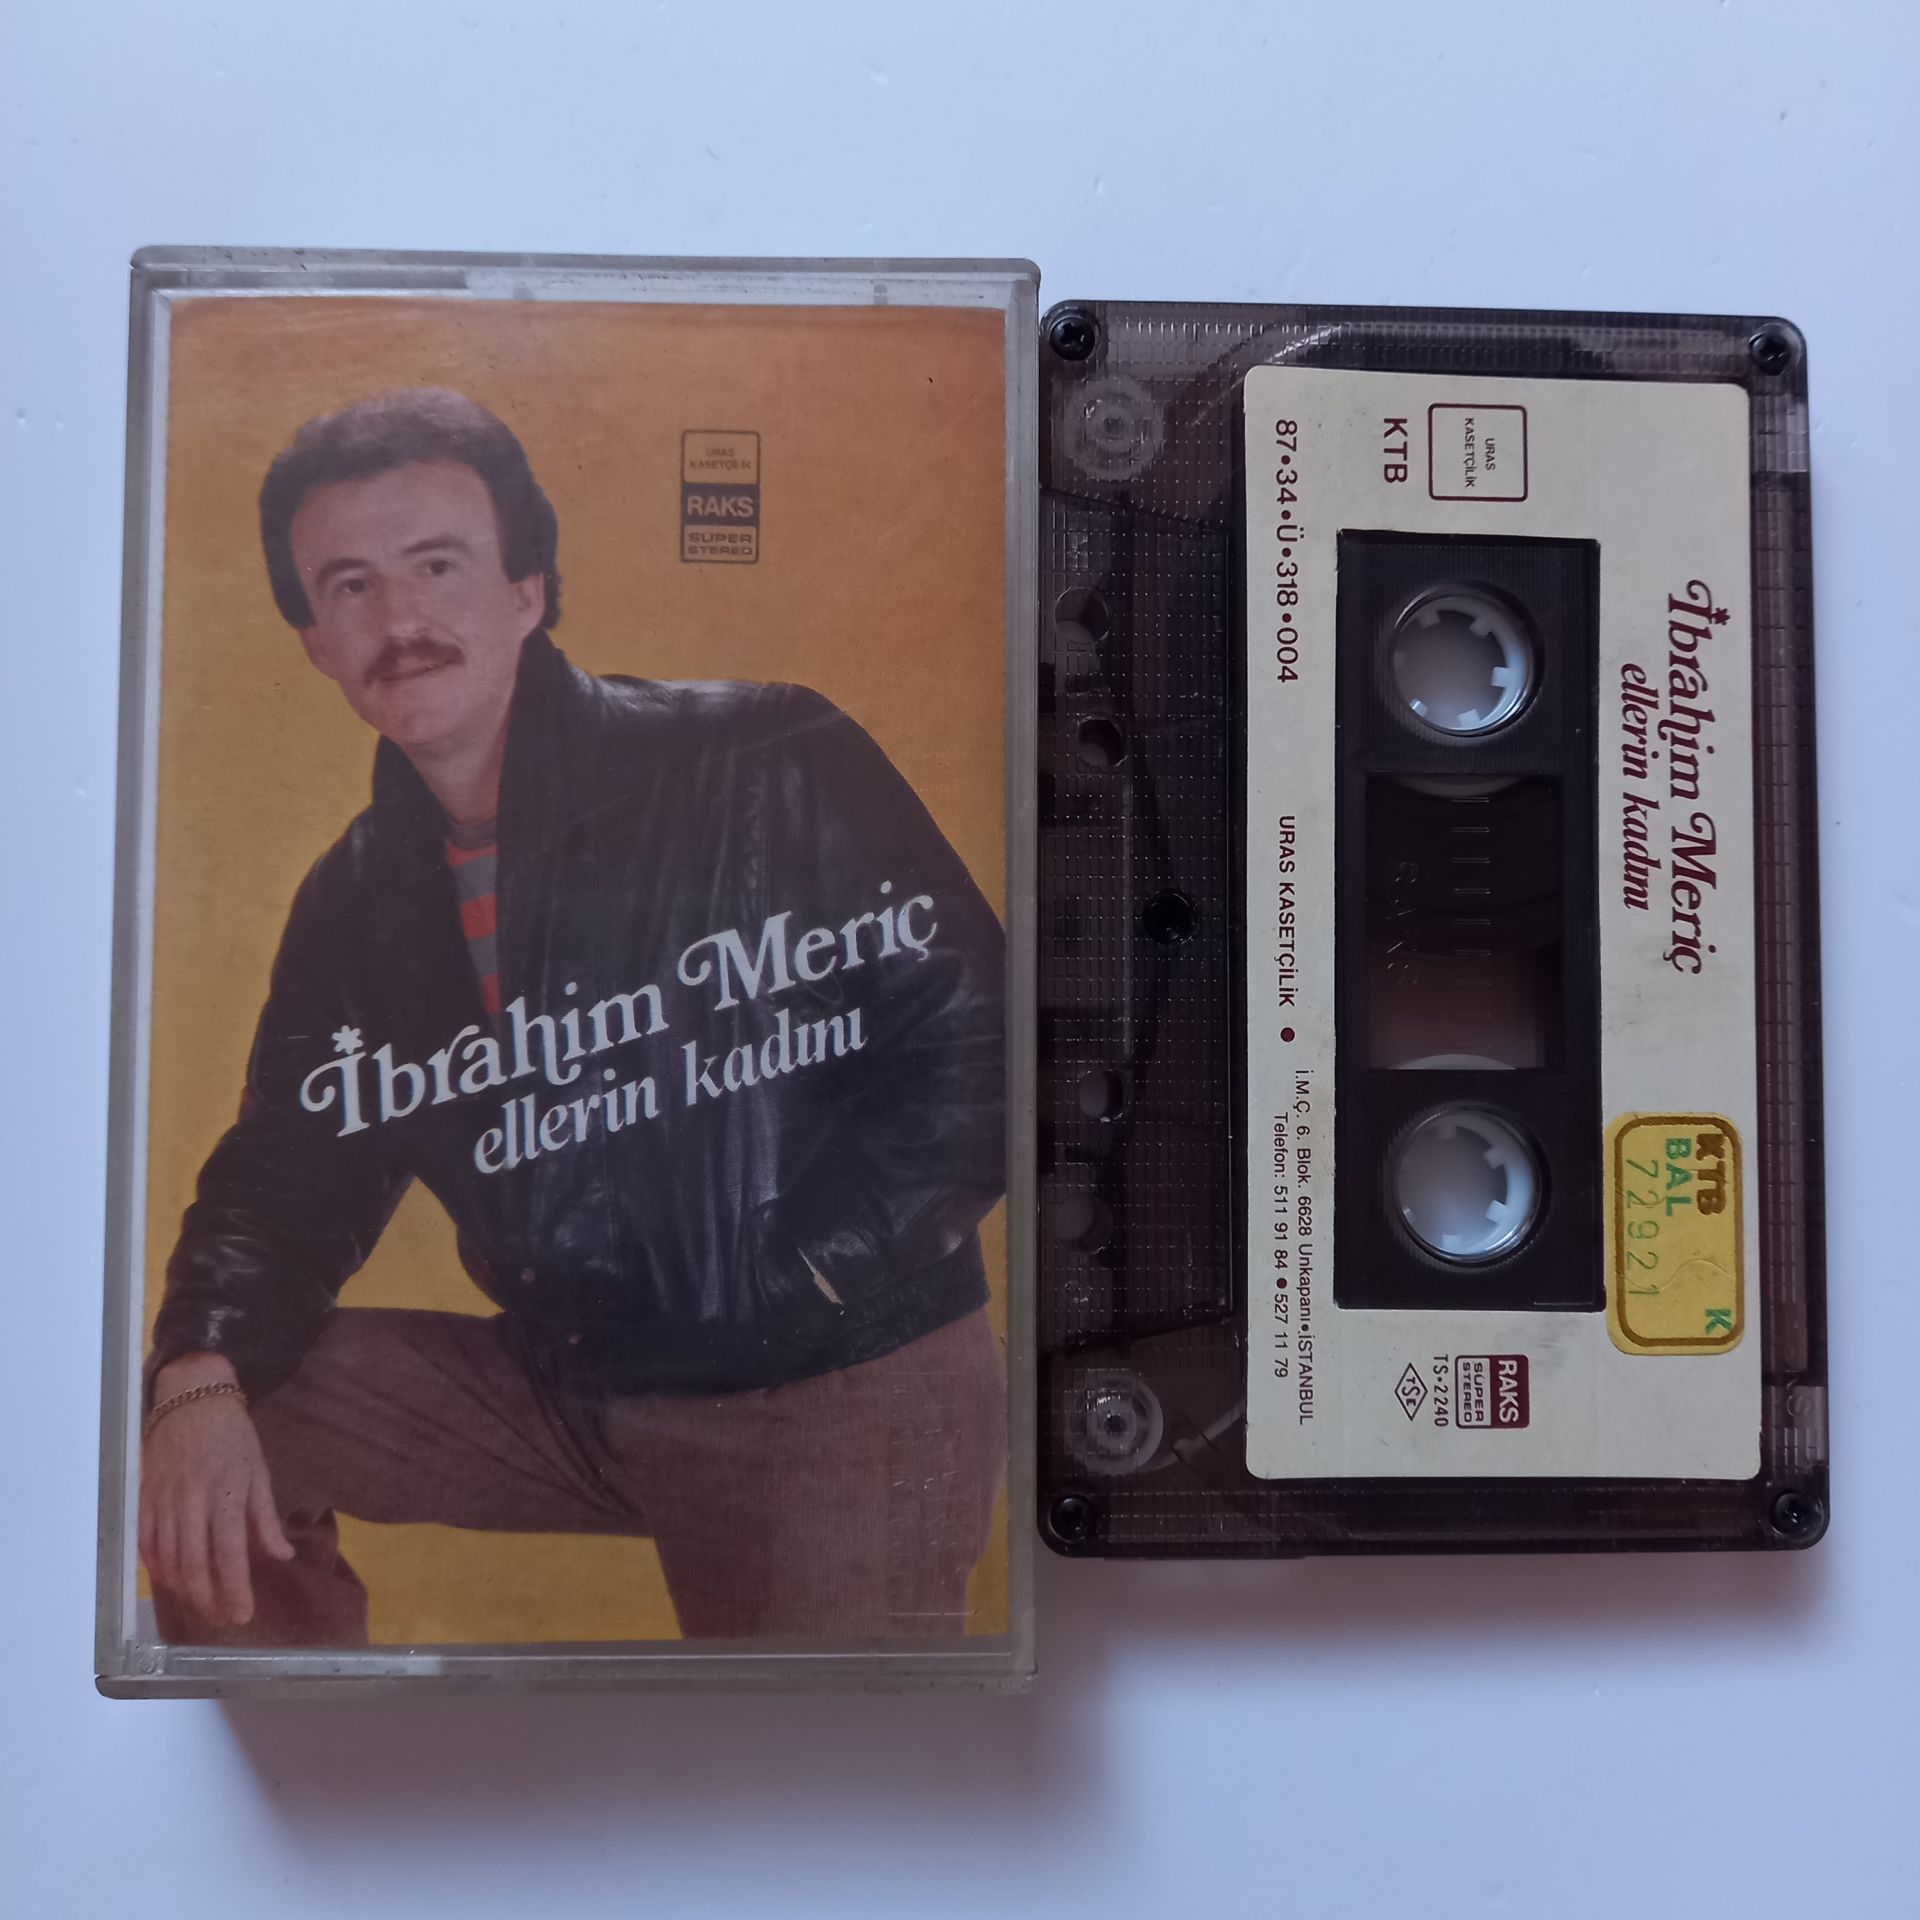 URAS
KASETÇİLİK
RAKS
SÜPER
STEREO
İbrahim Meriç
ellerin kadını
İbrahim Meriç
ellerin kadını
URAS
KASETÇİLİK
KTB
87•34•Ü•318•004
RAKS
KTB
BAL
K
72921
RAKS
SÜPER
STEREO
TS•2240
TSE
URAS KASETÇİLİK • İ.M.Ç. 6. Blok. 6628 Unkapanı•İSTANBUL
Telefon: 511 91 84 • 527 11 79